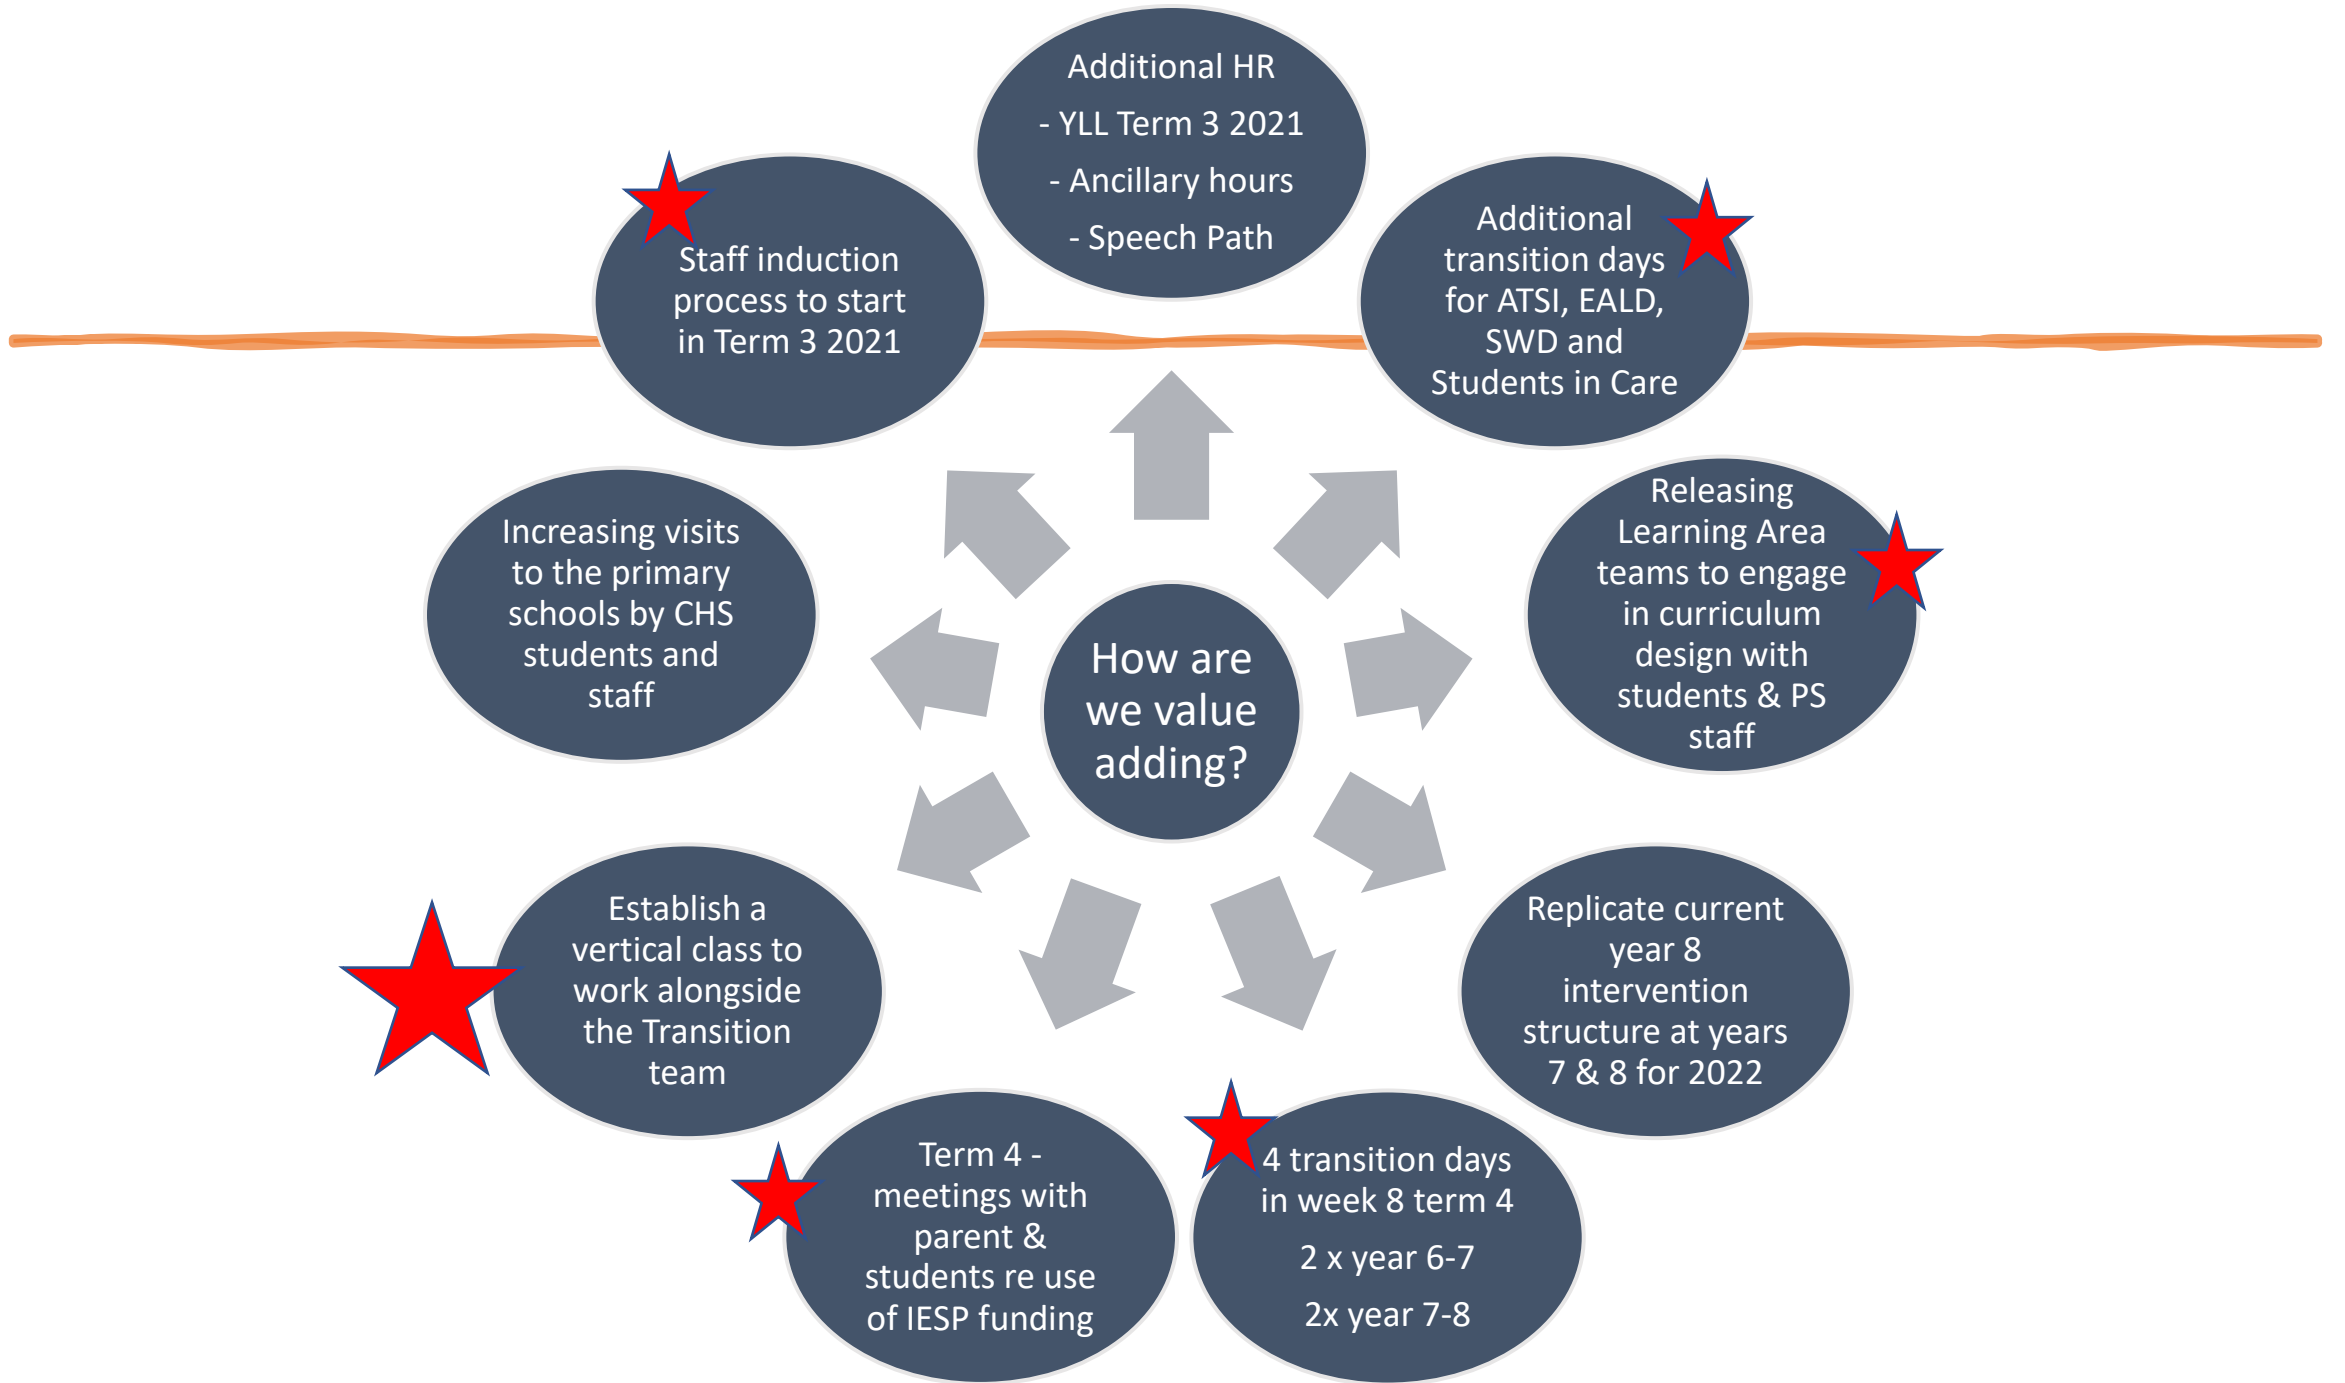 Additional HR
- YLL Term 3 2021
- Ancillary hours
- Speech Path
Additional
transition days
for ATSI, EALD,
SWD and
Students in Care
Releasing
Learning Area
teams to engage
in curriculum
design with
students & PS
staff
Replicate current
year 8
intervention
structure at years
7 & 8 for 2022
4 transition days
in week 8 term 4
2 x year 6-7
2x year 7-8
Term 4 -
meetings with
parent &
students re use
of IESP funding
Establish a
vertical class to
work alongside
the Transition
team
Increasing visits
to the primary
schools by CHS
students and
staff
Staff induction
process to start
in Term 3 2021
How are
we value
adding?